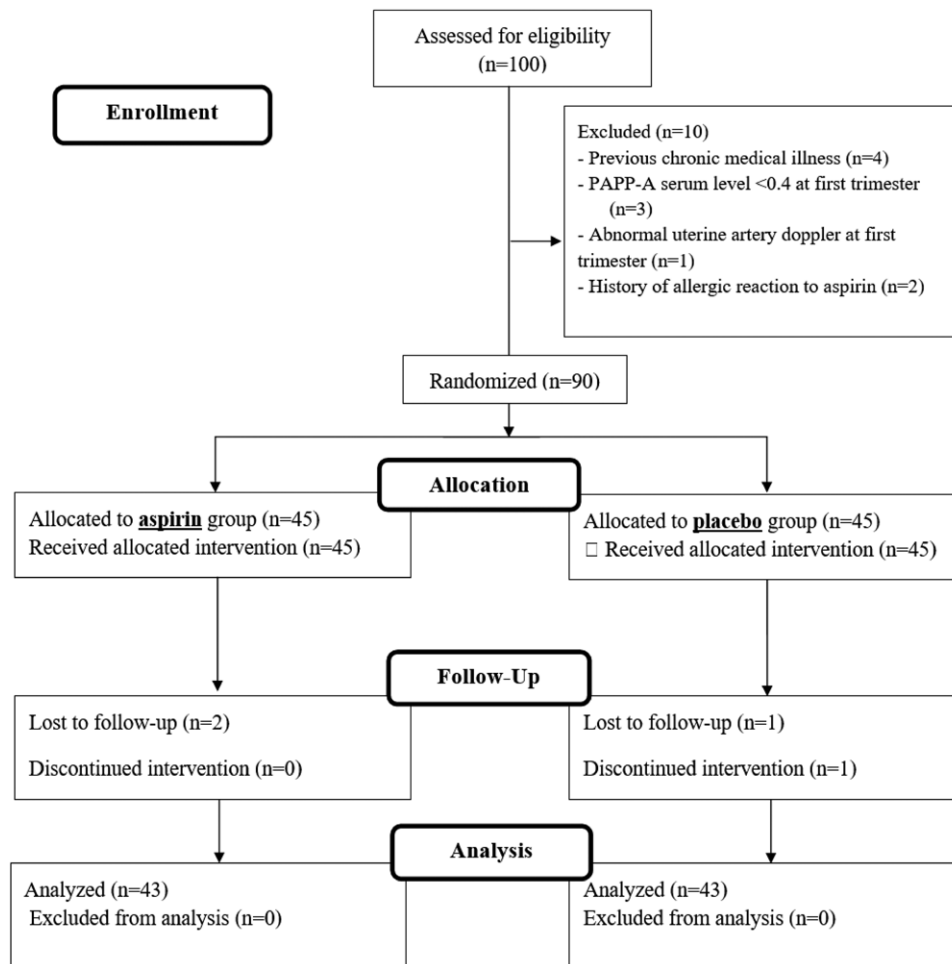 Assessed for eligibility
(n=100)
Enrollment
Excluded (n=10)
- Previous chronic medical illness (n=4)
- PAPP-A serum level <0.4 at first trimester
(n=3)
- Abnormal uterine artery doppler at first
trimester (n=1)
- History of allergic reaction to aspirin (n=2)
Randomized (n=90)
Allocation
Allocated to aspirin group (n=45)
Received allocated intervention (n=45)
Allocated to placebo group (n=45)
□ Received allocated intervention (n=45)
Follow-Up
Lost to follow-up (n=2)
Discontinued intervention (n=0)
Lost to follow-up (n=1)
Discontinued intervention (n=1)
Analysis
Analyzed (n=43)
Excluded from analysis (n=0)
Analyzed (n=43)
Excluded from analysis (n=0)